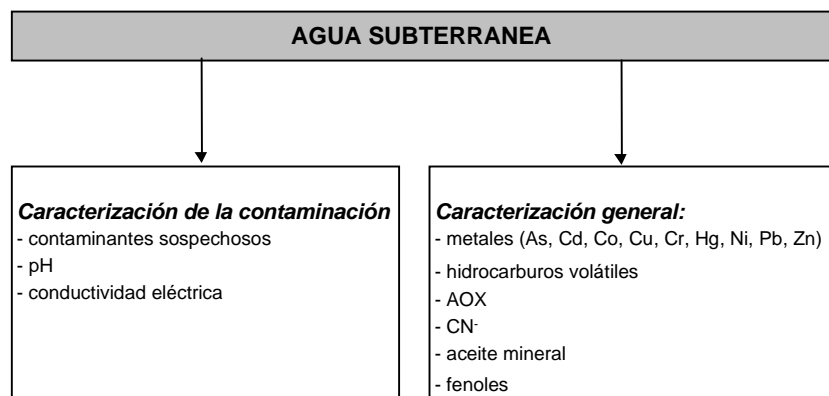 AGUA SUBTERRANEA
Caracterización de la contaminación
- contaminantes sospechosos
- pH
- conductividad eléctrica
Caracterización general:
- metales (As, Cd, Co, Cu, Cr, Hg, Ni, Pb, Zn)
- hidrocarburos volátiles
- AOX
- CN-
- aceite mineral
- fenoles